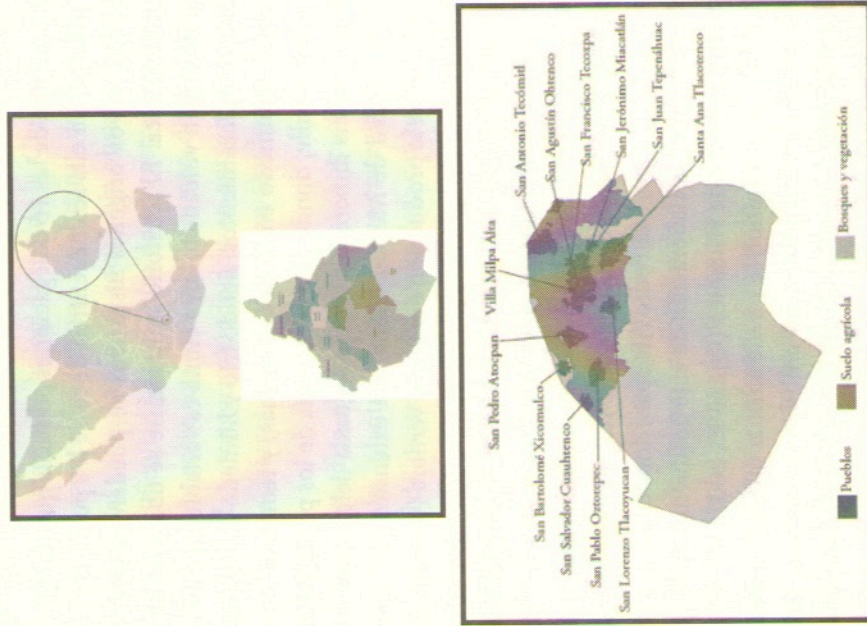 San Pedro Atocpan
Villa Milpa Alta
San Antonio Tecómitl
San Agustín Ohtenco
San Francisco Tecoxpa
San Jerónimo Miacatlán
San Juan Tepenáhuac
Santa Ana Tlacotenco
San Bartolomé Xicomulco
San Salvador Cuauhtenco
San Pablo Oztotepec
San Lorenzo Tlacoyucan
Pueblos
Suelo agrícola
Bosques y vegetación